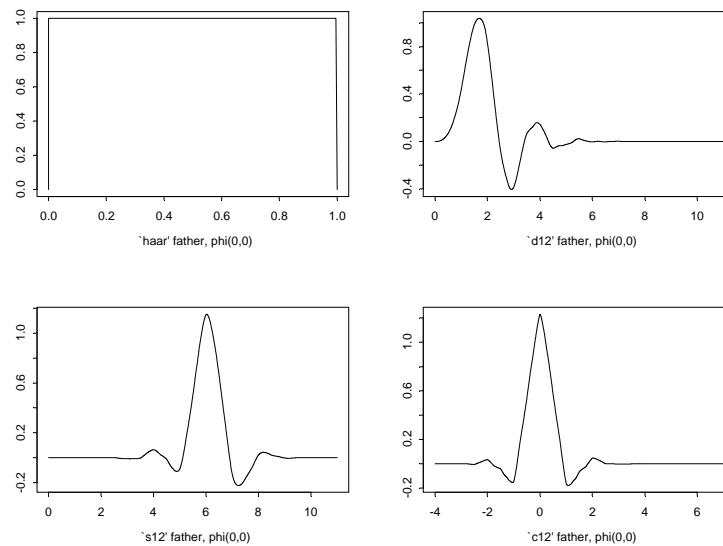 1.0
0.8
0.6
0.4
0.2
0.0
0.0 0.2 0.4 0.6 0.8 1.0
`haar' father, phi(0,0)
0.8
0.4
0.0
-0.4
0 2 4 6 8 10
`d12' father, phi(0,0)
1.0
0.6
0.2
-0.2
0 2 4 6 8 10
`s12' father, phi(0,0)
1.0
0.6
0.2
-0.2
-4 -2 0 2 4 6
`c12' father, phi(0,0)